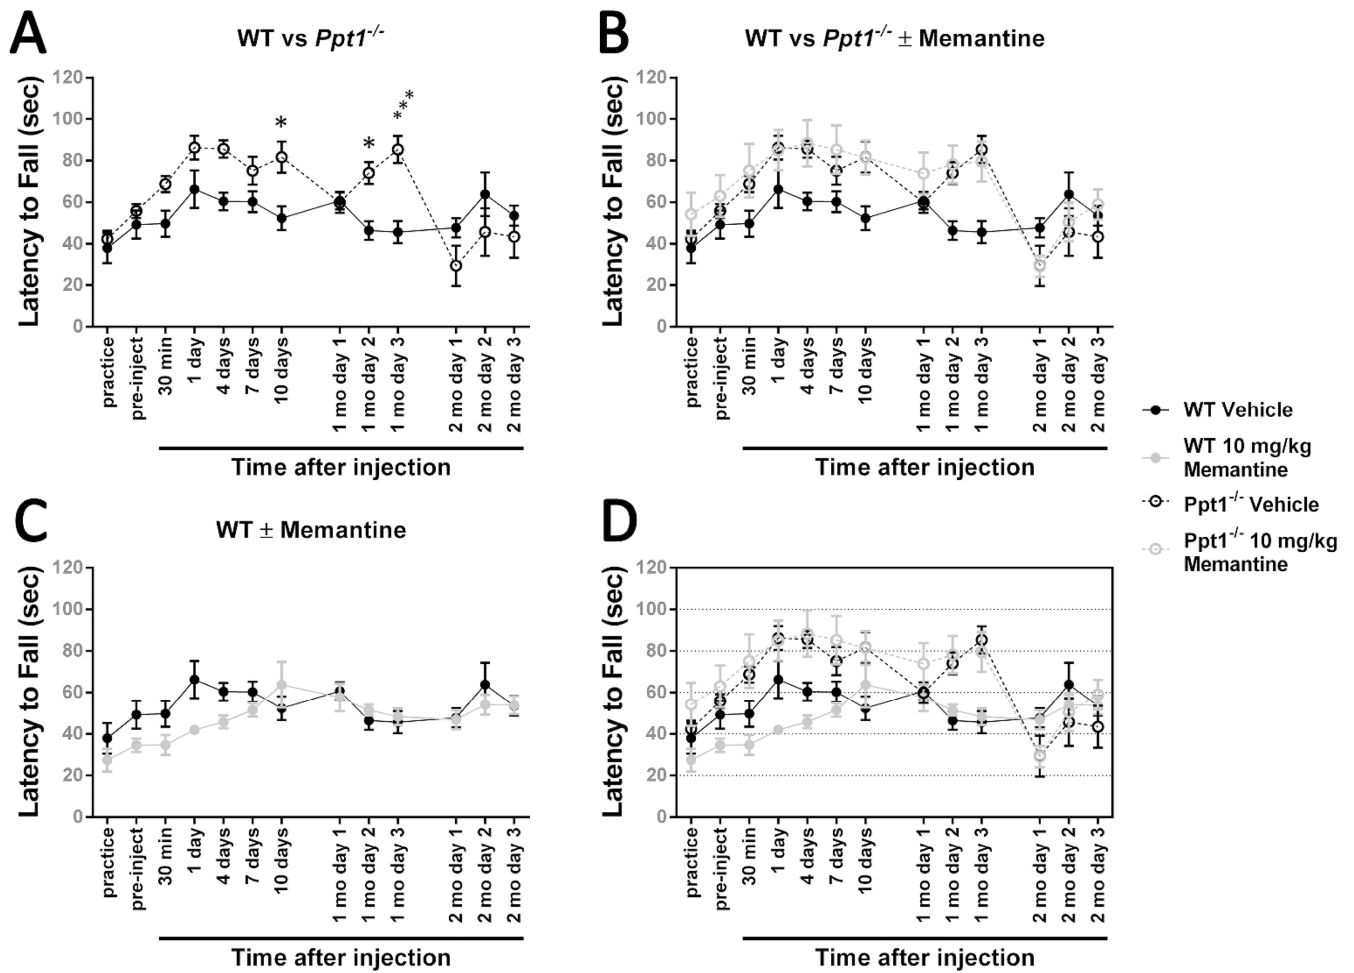 A
WT vs Ppt1-/-
Latency to Fall (sec)
120
100
80
60
40
20
0
*
*
***
practice
pre-inject
30 min
1 day
4 days
7 days
10 days
1 mo day 1
1 mo day 2
1 mo day 3
2 mo day 1
2 mo day 2
2 mo day 3
Time after injection
B
WT vs Ppt1-/- ± Memantine
Latency to Fall (sec)
120
100
80
60
40
20
0
practice
pre-inject
30 min
1 day
4 days
7 days
10 days
1 mo day 1
1 mo day 2
1 mo day 3
2 mo day 1
2 mo day 2
2 mo day 3
Time after injection
WT Vehicle
WT 10 mg/kg
Memantine
Ppt1-/- Vehicle
Ppt1-/- 10 mg/kg
Memantine
C
WT ± Memantine
Latency to Fall (sec)
120
100
80
60
40
20
0
practice
pre-inject
30 min
1 day
4 days
7 days
10 days
1 mo day 1
1 mo day 2
1 mo day 3
2 mo day 1
2 mo day 2
2 mo day 3
Time after injection
D
Latency to Fall (sec)
120
100
80
60
40
20
0
practice
pre-inject
30 min
1 day
4 days
7 days
10 days
1 mo day 1
1 mo day 2
1 mo day 3
2 mo day 1
2 mo day 2
2 mo day 3
Time after injection